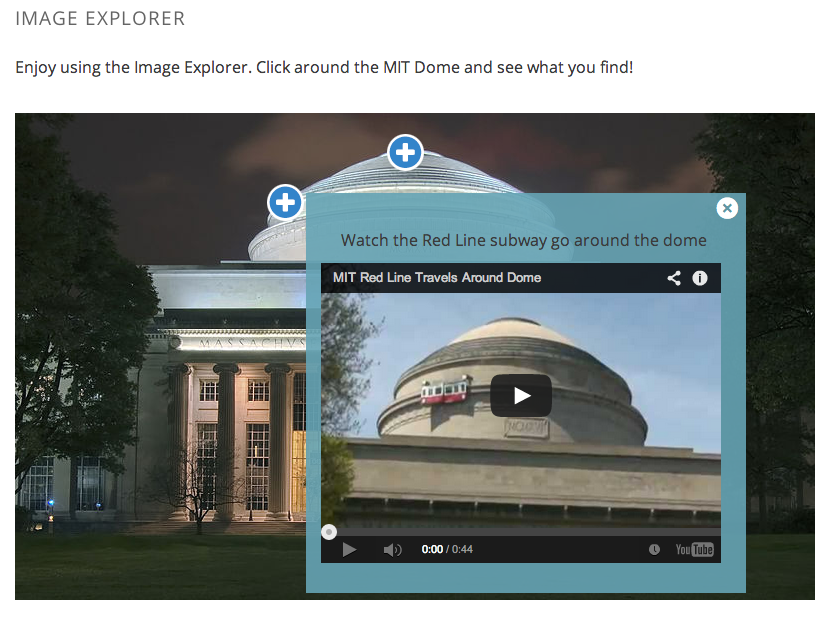 IMAGE EXPLORER
Enjoy using the Image Explorer. Click around the MIT Dome and see what you find!
Watch the Red Line subway go around the dome
MIT Red Line Travels Around Dome
MASSACHVS
0:00 / 0:44
YouTube